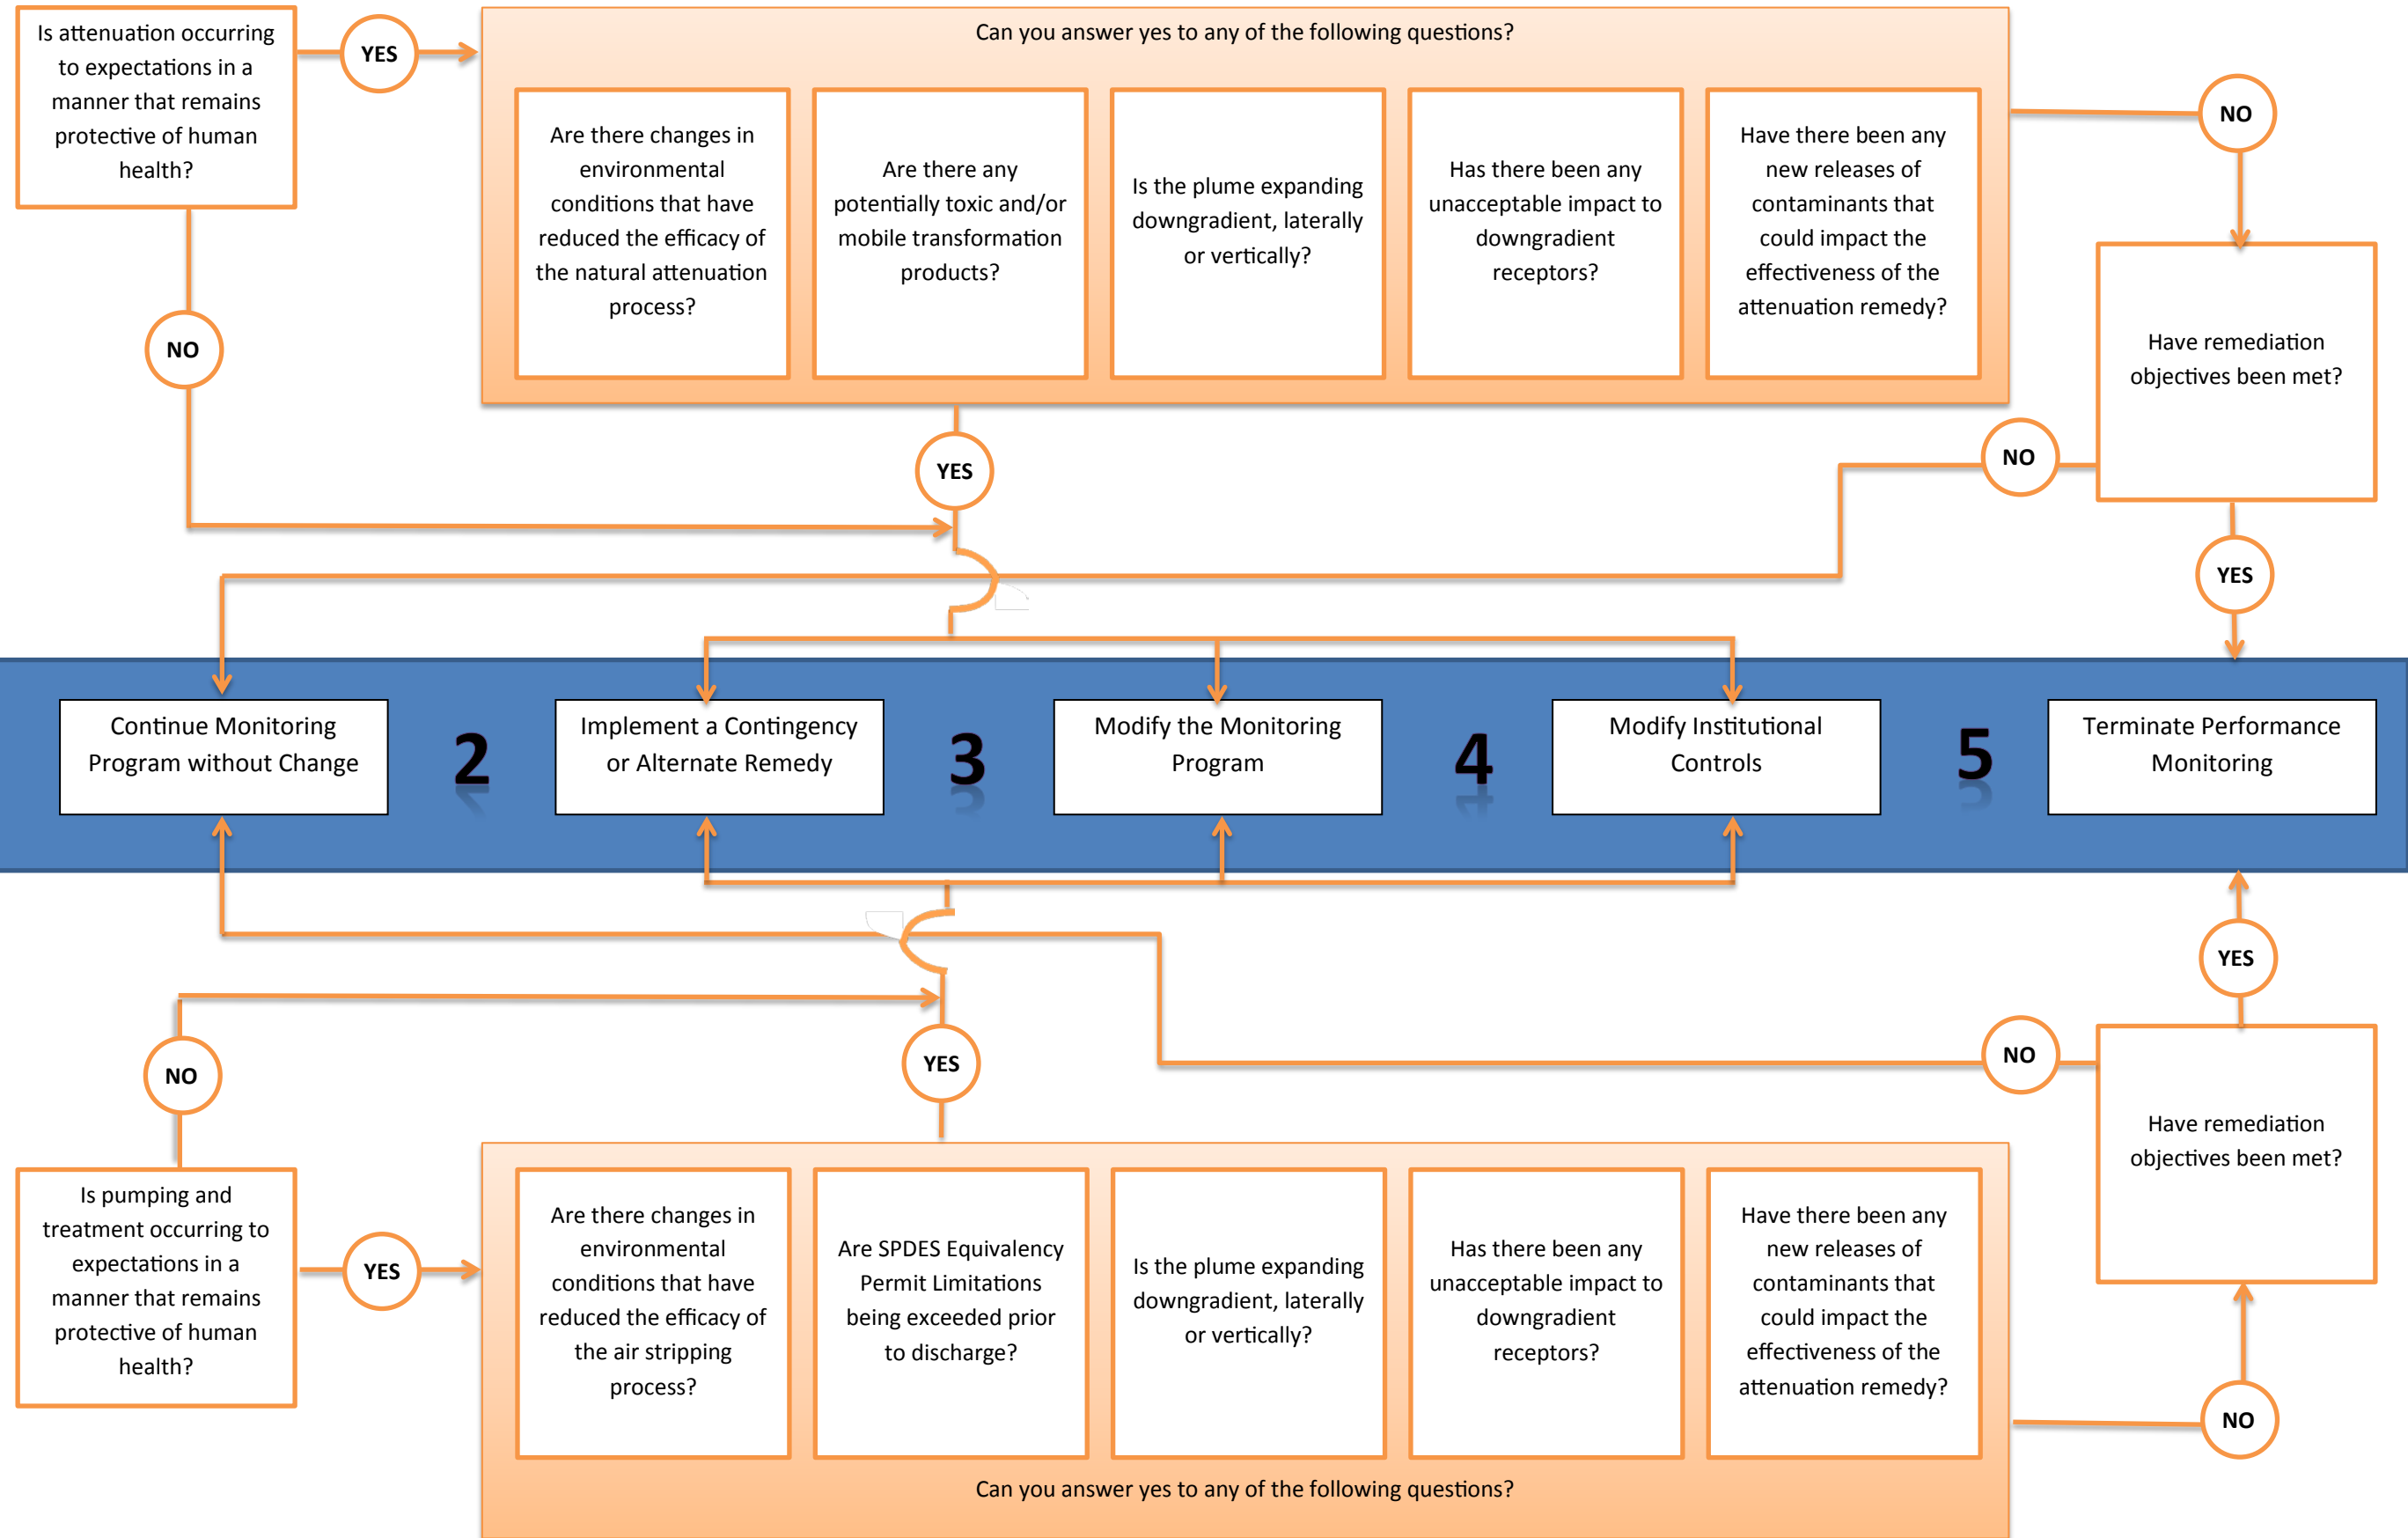 Is attenuation occurring
to expectations in a
manner that remains
protective of human
health?
YES
Can you answer yes to any of the following questions?
Are there changes in
environmental
conditions that have
reduced the efficacy of
the natural attenuation
process?
Are there any
potentially toxic and/or
mobile transformation
products?
Is the plume expanding
downgradient, laterally
or vertically?
Has there been any
unacceptable impact to
downgradient
receptors?
Have there been any
new releases of
contaminants that
could impact the
effectiveness of the
attenuation remedy?
NO
NO
Have remediation
objectives been met?
YES
NO
YES
Continue Monitoring
Program without Change
2
Implement a Contingency
or Alternate Remedy
3
Modify the Monitoring
Program
4
Modify Institutional
Controls
5
Terminate Performance
Monitoring
YES
NO
YES
NO
Have remediation
objectives been met?
Is pumping and
treatment occurring to
expectations in a
manner that remains
protective of human
health?
YES
Are there changes in
environmental
conditions that have
reduced the efficacy of
the air stripping
process?
Are SPDES Equivalency
Permit Limitations
being exceeded prior
to discharge?
Is the plume expanding
downgradient, laterally
or vertically?
Has there been any
unacceptable impact to
downgradient
receptors?
Have there been any
new releases of
contaminants that
could impact the
effectiveness of the
attenuation remedy?
NO
Can you answer yes to any of the following questions?